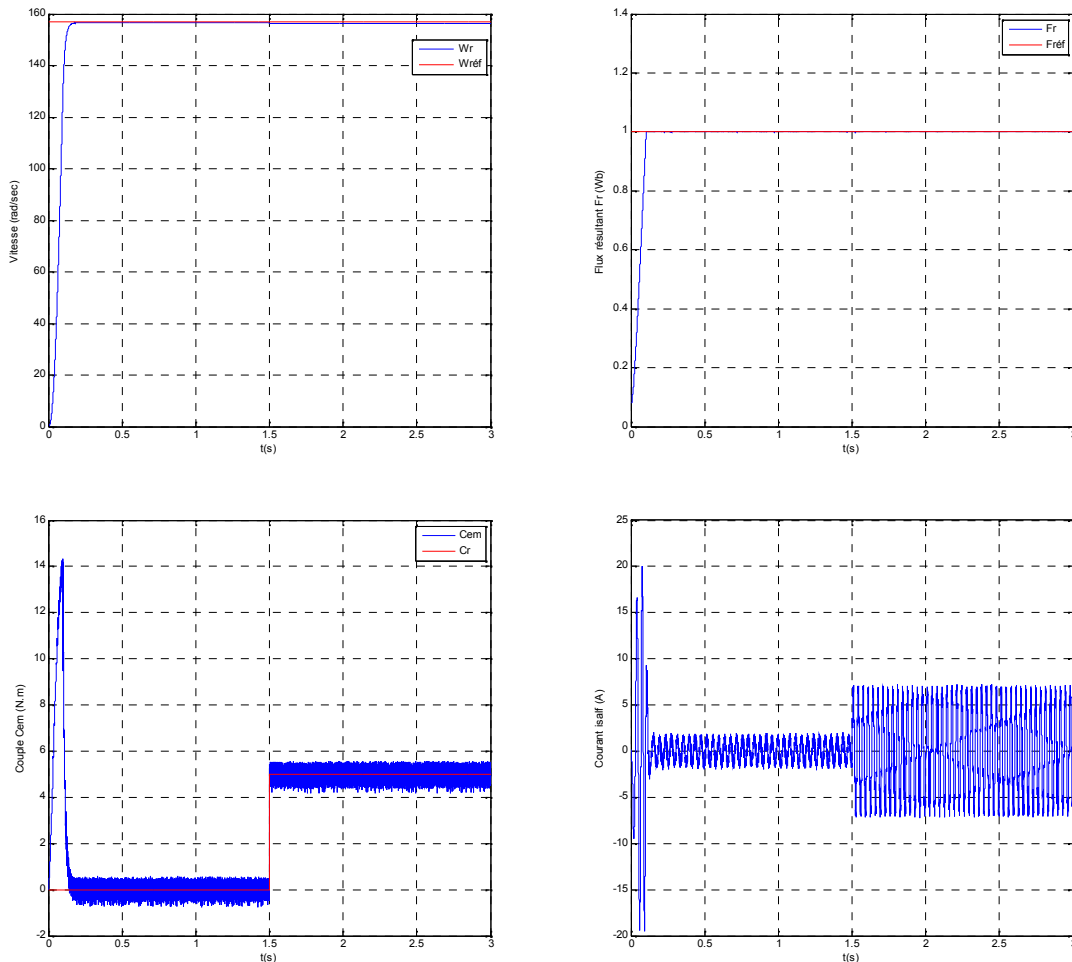 160
140
120
100
80
60
40
20
0
Vitesse (rad/sec)
Wr
Wréf
0 0.5 1 1.5 2 2.5 3
t(s)
1.4
1.2
1
0.8
0.6
0.4
0.2
0
Flux résultant Fr (Wb)
Fr
Fréf
0 0.5 1 1.5 2 2.5 3
t(s)
16
14
12
10
8
6
4
2
0
-2
Couple Cem (N.m)
Cem
Cr
0 0.5 1 1.5 2 2.5 3
t(s)
25
20
15
10
5
0
-5
-10
-15
-20
Courant isalf (A)
0 0.5 1 1.5 2 2.5 3
t(s)